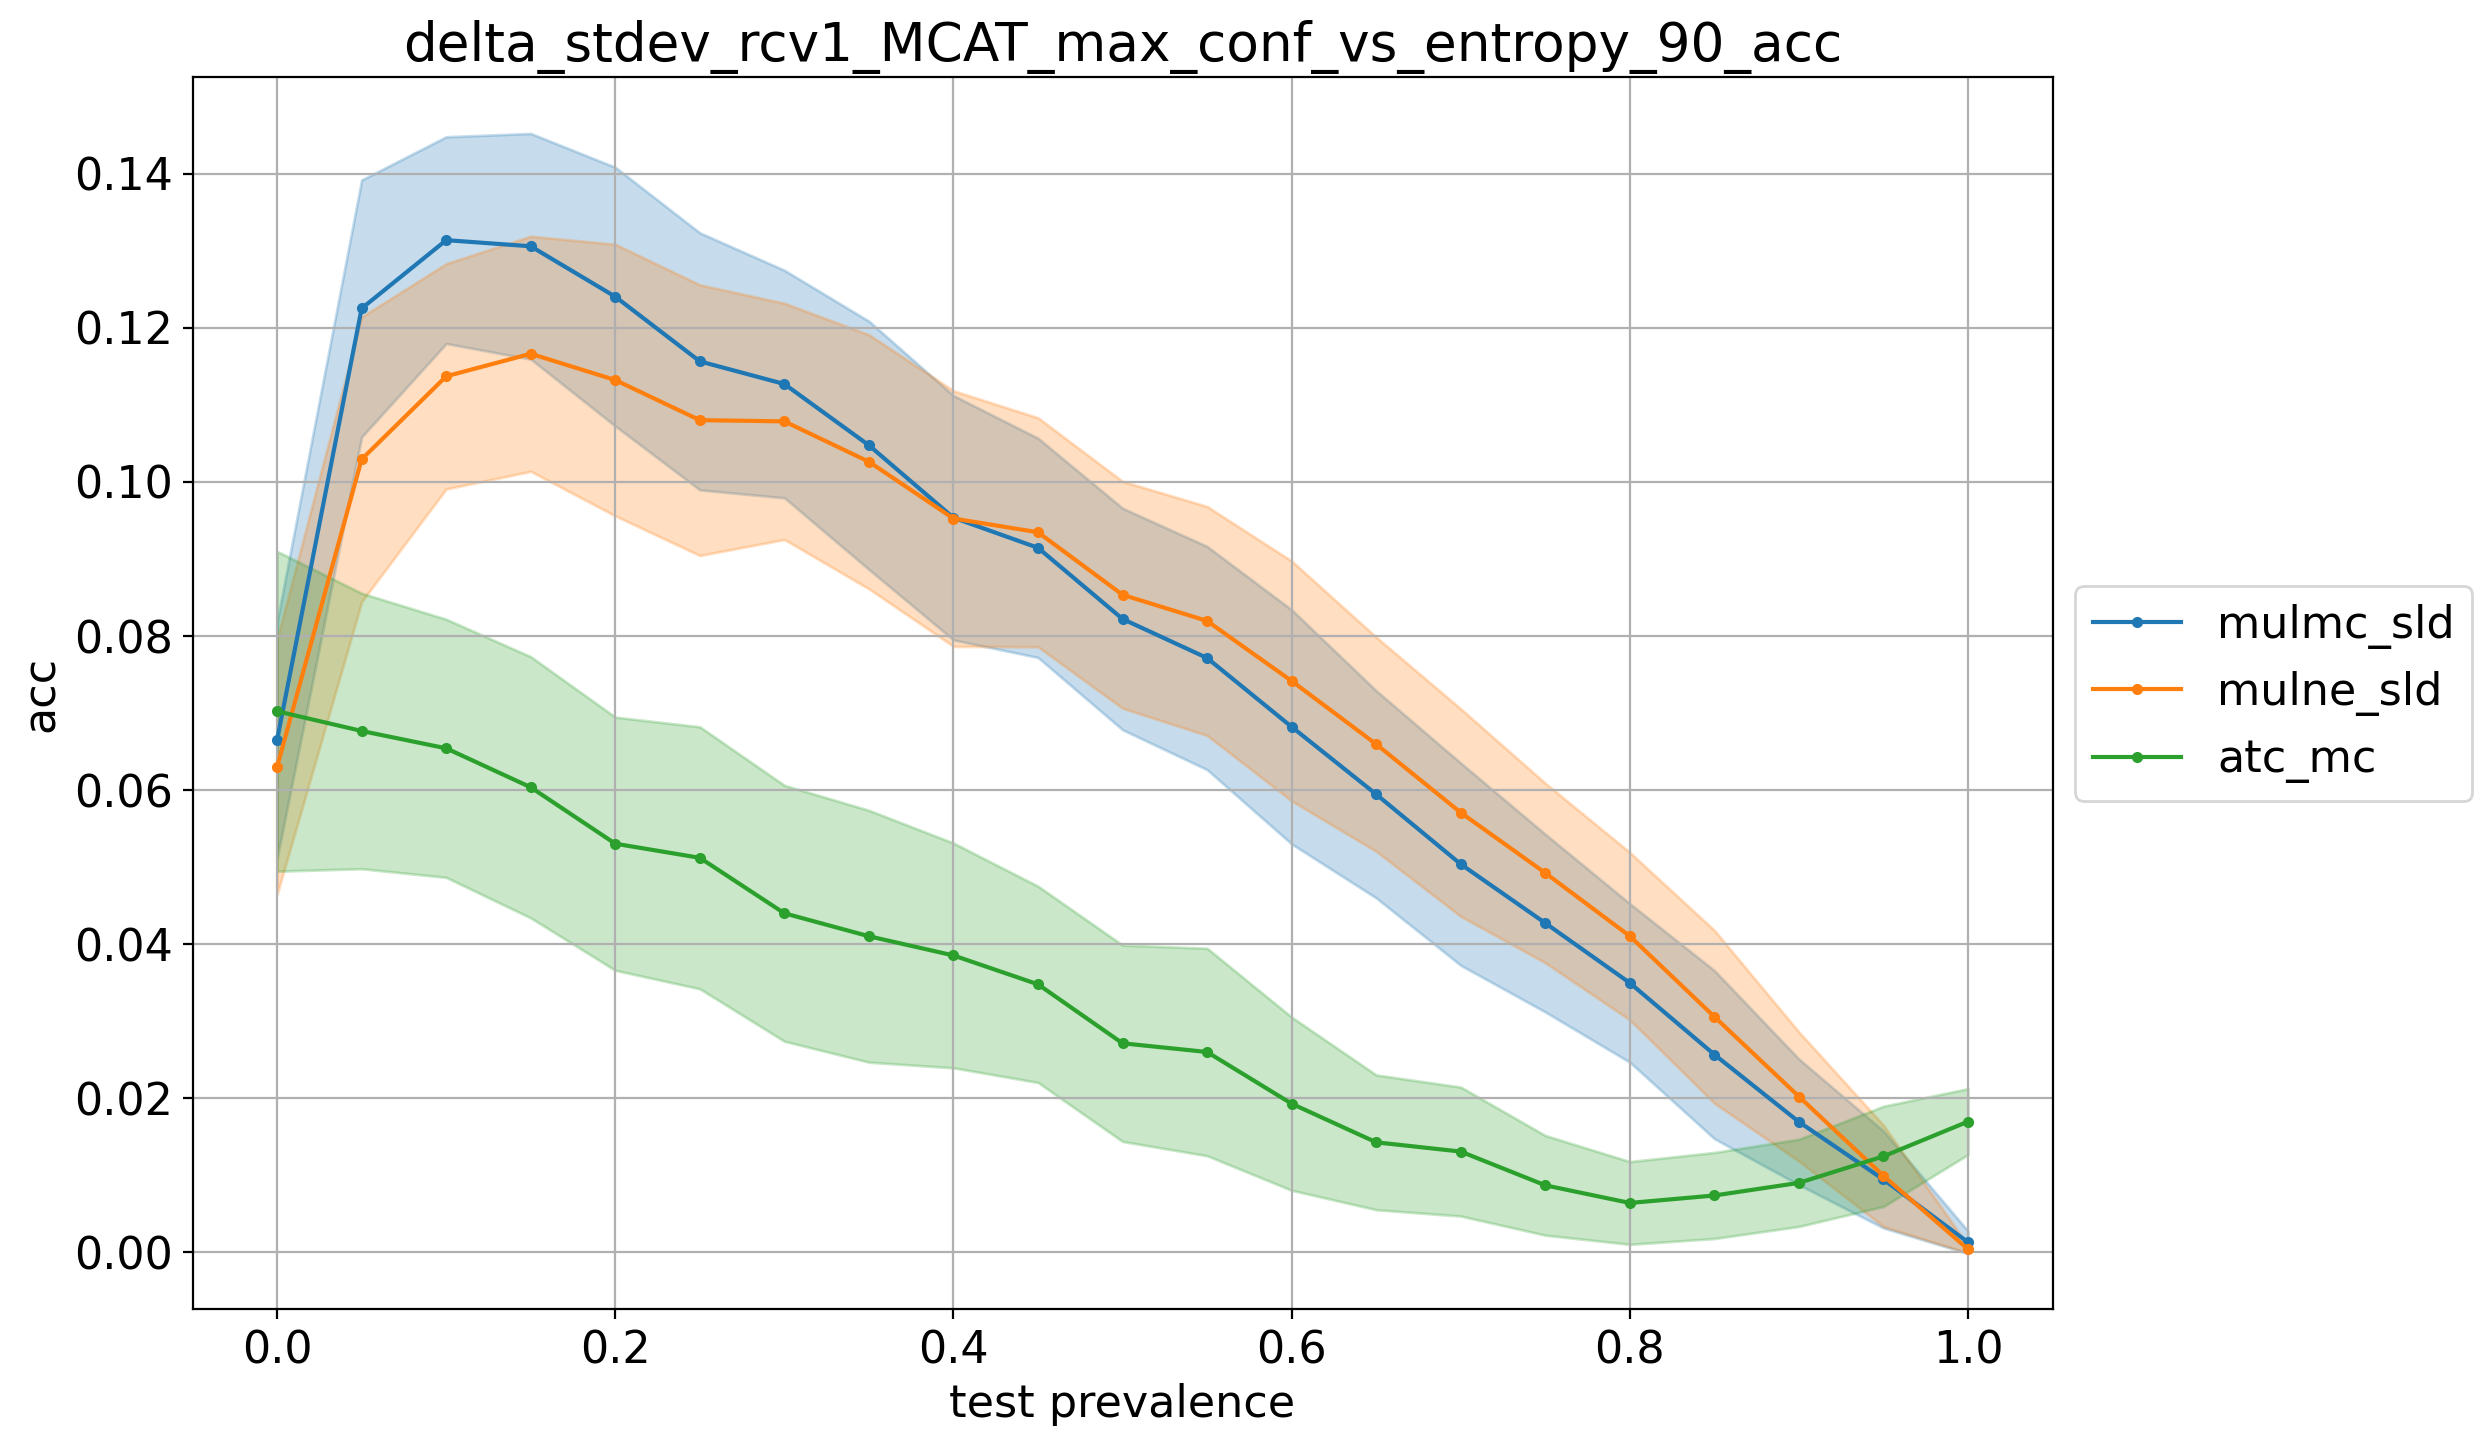 delta_stdev_rcv1_MCAT_max_conf_vs_entropy_90_acc
0.14
0.12
0.10
0.08
0.06
0.04
0.02
0.00
acc
0.0 0.2 0.4 0.6 0.8 1.0
test prevalence
mulmc_sld
mulne_sld
atc_mc